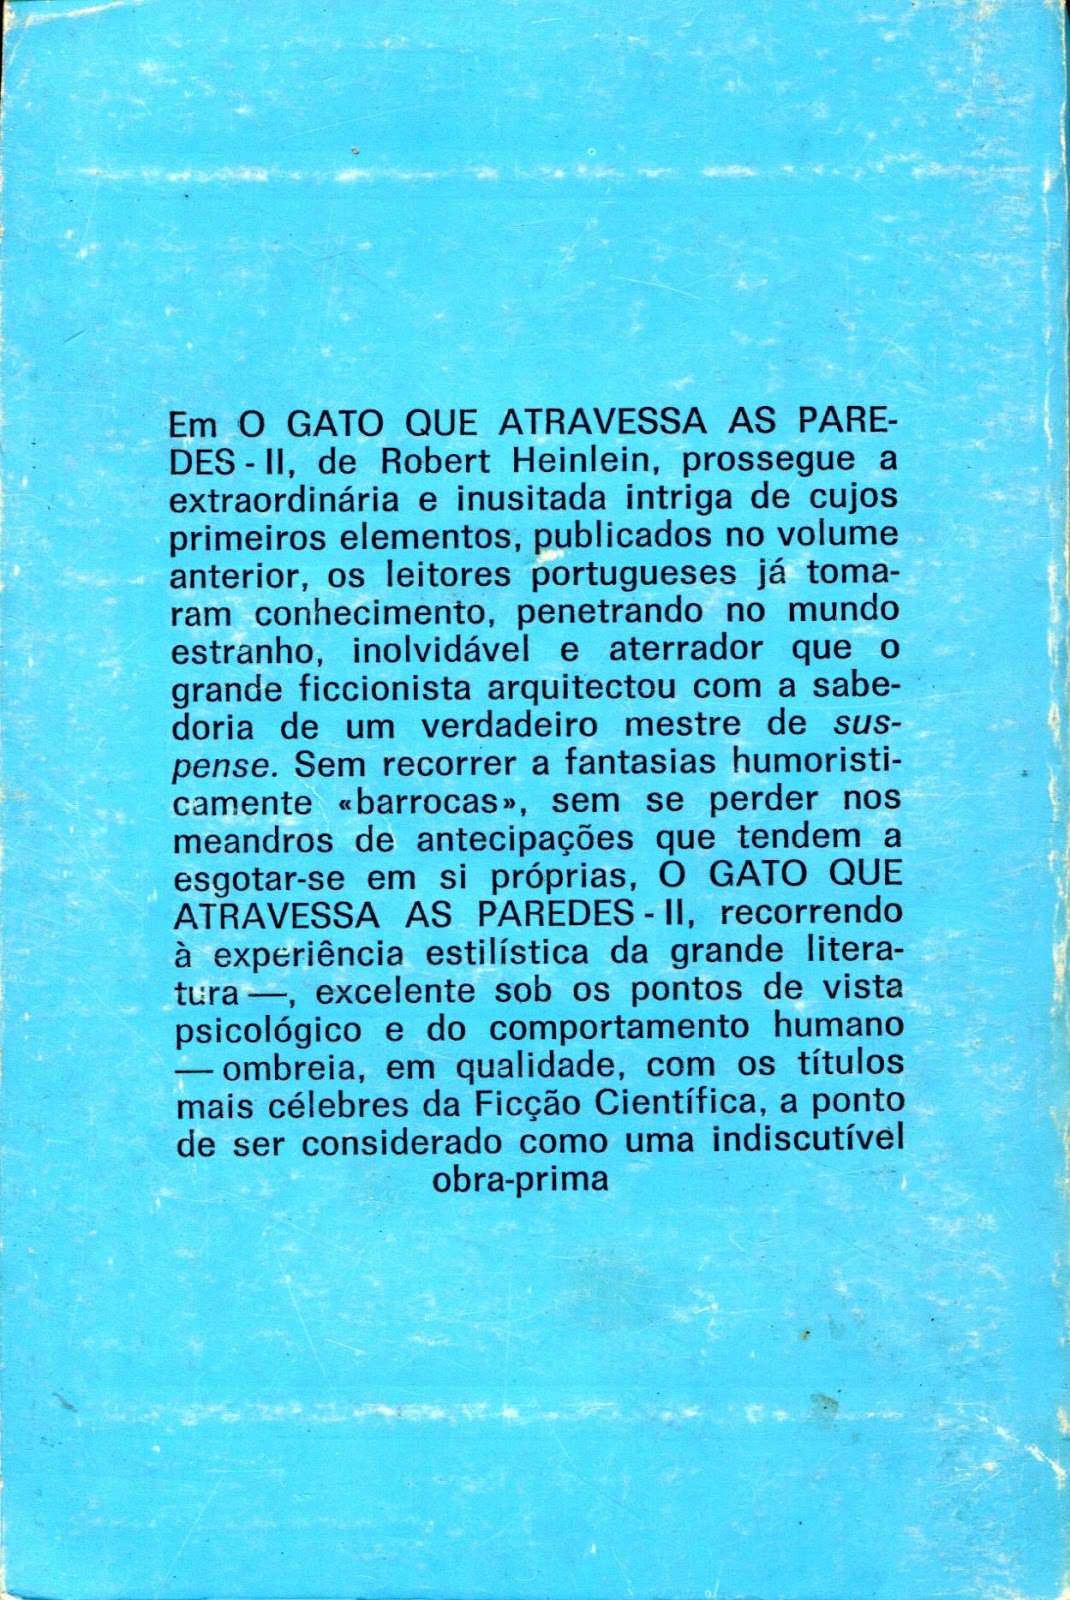 Em O GATO QUE ATRAVESSA AS PARE-
DES - II, de Robert Heinlein, prossegue a
extraordinária e inusitada intriga de cujos
primeiros elementos, publicados no volume
anterior, os leitores portugueses já toma-
ram conhecimento, penetrando no mundo
estranho, inolvidável e aterrador que o
grande ficcionista arquitectou com a sabe-
doria de um verdadeiro mestre de sus-
pense. Sem recorrer a fantasias humoristi-
camente «barrocas», sem se perder nos
meandros de antecipações que tendem a
esgotar-se em si próprias, O GATO QUE
ATRAVESSA AS PAREDES - II, recorrendo
à experiência estilística da grande litera-
tura —, excelente sob os pontos de vista
psicológico e do comportamento humano
— ombreia, em qualidade, com os títulos
mais célebres da Ficção Científica, a ponto
de ser considerado como uma indiscutível
obra-prima